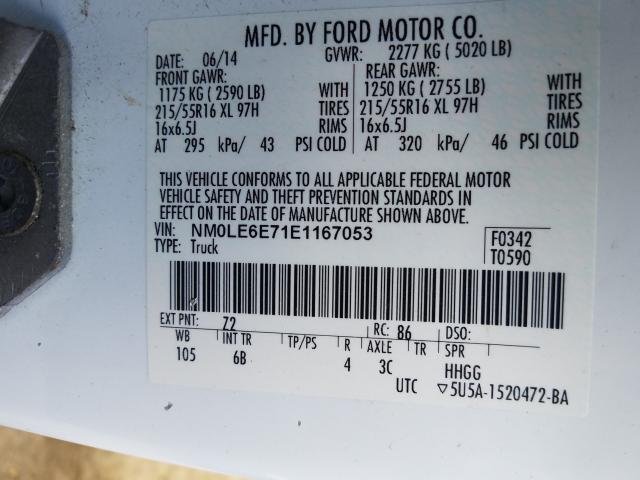 MFD. BY FORD MOTOR CO.
DATE: 06/14 GVWR: 2277 KG ( 5020 LB)
FRONT GAWR: REAR GAWR:
1175 KG ( 2590 LB) WITH 1250 KG ( 2755 LB) WITH
215/55R16 XL 97H TIRES 215/55R16 XL 97H TIRES
16x6.5J RIMS 16x6.5J RIMS
AT 295 kPa/ 43 PSI COLD AT 320 kPa/ 46 PSI COLD
THIS VEHICLE CONFORMS TO ALL APPLICABLE FEDERAL MOTOR
VEHICLE SAFETY AND THEFT PREVENTION STANDARDS IN
EFFECT ON THE DATE OF MANUFACTURE SHOWN ABOVE.
VIN: NM0LE6E71E1167053 F0342
TYPE: Truck T0590
EXT PNT: Z2 RC: 86 DSO:
WB INT TR TP/PS R AXLE TR SPR
105 6B 4 3C HHGG
UTC ▽5U5A-1520472-BA